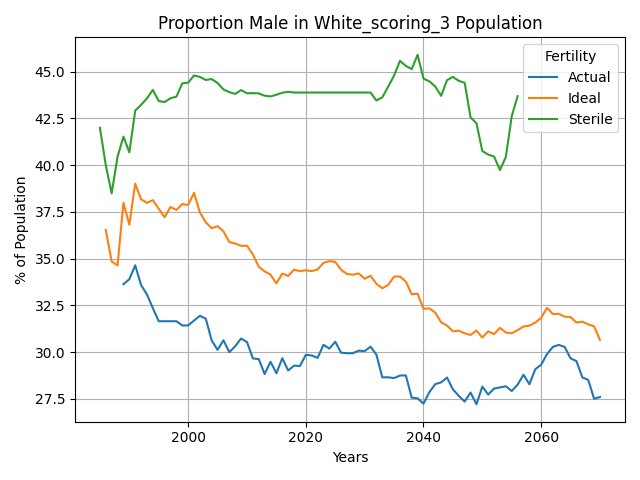 Proportion Male in White_scoring_3 Population
Fertility
Actual
Ideal
Sterile
% of Population
45.0
42.5
40.0
37.5
35.0
32.5
30.0
27.5
2000
2020
2040
2060
Years